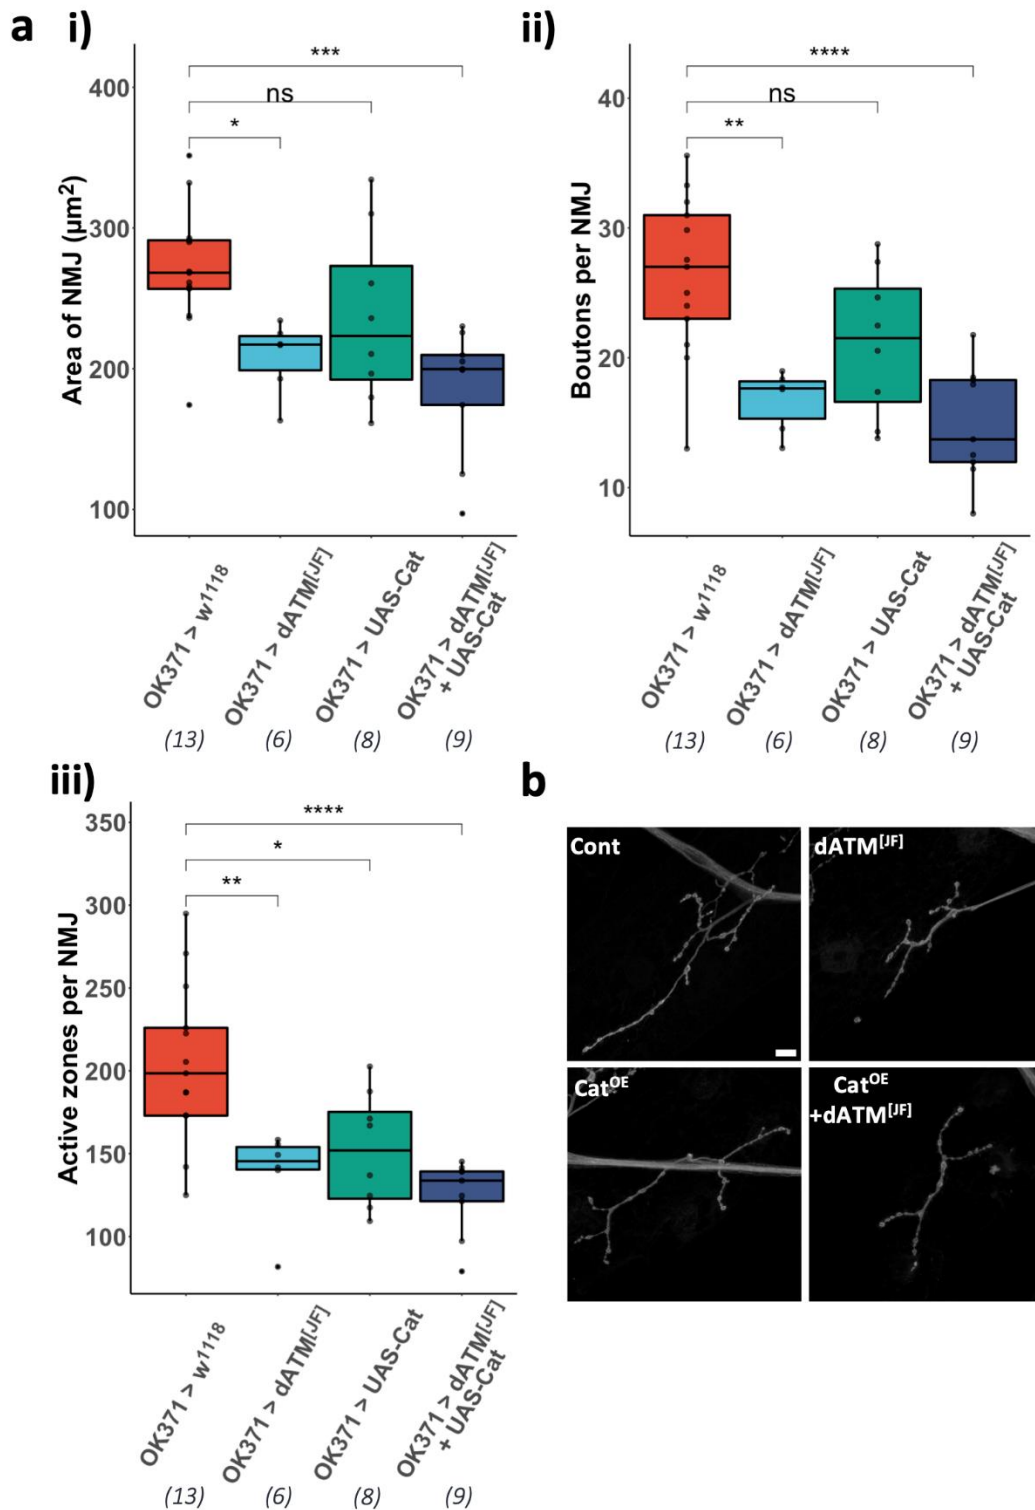 a i)
***
ns
*
400
300
200
100
Area of NMJ (µm²)
OK371 > w¹¹¹⁸
OK371 > dATM[JF]
OK371 > UAS-Cat
OK371 > dATM[JF]
+ UAS-Cat
(13) (6) (8) (9)
ii)
****
ns
**
40
30
20
10
Boutons per NMJ
OK371 > w¹¹¹⁸
OK371 > dATM[JF]
OK371 > UAS-Cat
OK371 > dATM[JF]
+ UAS-Cat
(13) (6) (8) (9)
iii)
****
*
**
350
300
250
200
150
100
Active zones per NMJ
OK371 > w¹¹¹⁸
OK371 > dATM[JF]
OK371 > UAS-Cat
OK371 > dATM[JF]
+ UAS-Cat
(13) (6) (8) (9)
b
Cont
dATM[JF]
CatOE
CatOE
+dATM[JF]